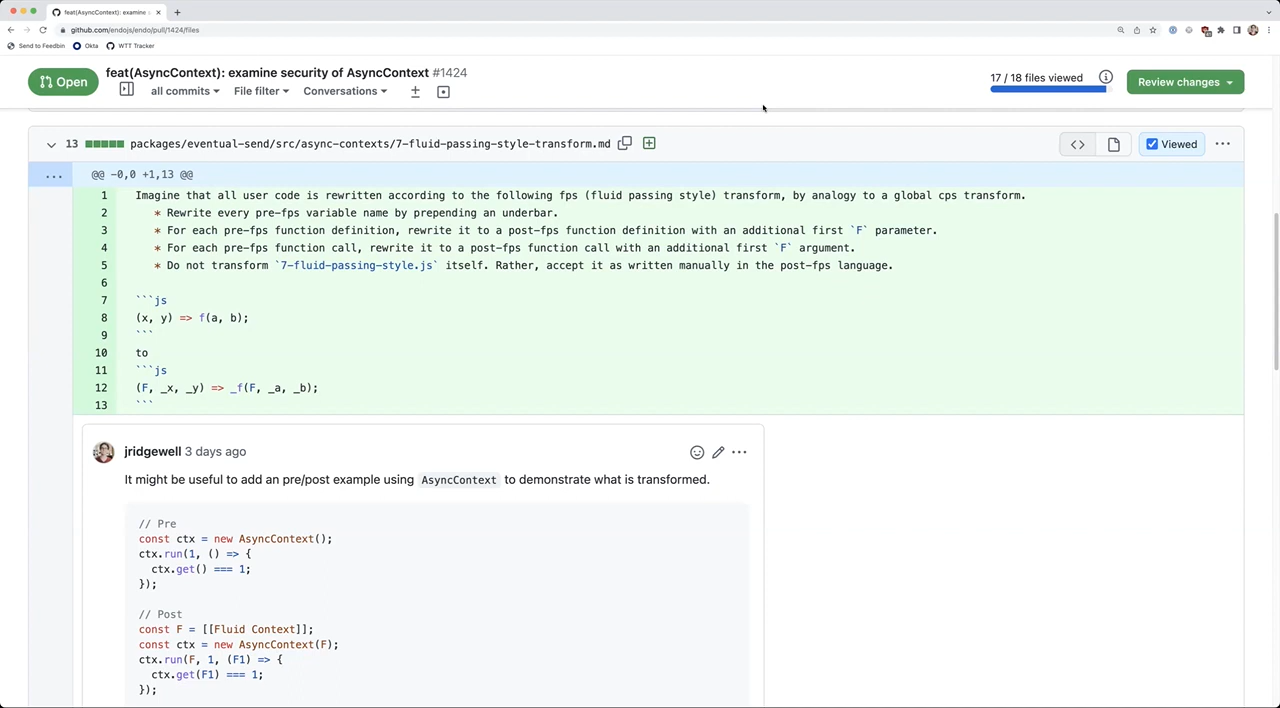 feat(AsyncContext): examine s
github.com/endojs/endo/pull/1424/files
Send to Feedbin
Okta
WTT Tracker
Open
feat(AsyncContext): examine security of AsyncContext #1424
all commits
File filter
Conversations
17 / 18 files viewed
Review changes
13 packages/eventual-send/src/async-contexts/7-fluid-passing-style-transform.md
Viewed
... @@ -0,0 +1,13 @@
1 Imagine that all user code is rewritten according to the following fps (fluid passing style) transform, by analogy to a global cps transform.
2 * Rewrite every pre-fps variable name by prepending an underbar.
3 * For each pre-fps function definition, rewrite it to a post-fps function definition with an additional first `F` parameter.
4 * For each pre-fps function call, rewrite it to a post-fps function call with an additional first `F` argument.
5 * Do not transform `7-fluid-passing-style.js` itself. Rather, accept it as written manually in the post-fps language.
6
7 ```js
8 (x, y) => f(a, b);
9 ```
10 to
11 ```js
12 (F, _x, _y) => _f(F, _a, _b);
13 ```
jridgewell 3 days ago
It might be useful to add an pre/post example using AsyncContext to demonstrate what is transformed.
// Pre
const ctx = new AsyncContext();
ctx.run(1, () => {
ctx.get() === 1;
});
// Post
const F = [[Fluid Context]];
const ctx = new AsyncContext(F);
ctx.run(F, 1, (F1) => {
ctx.get(F1) === 1;
});